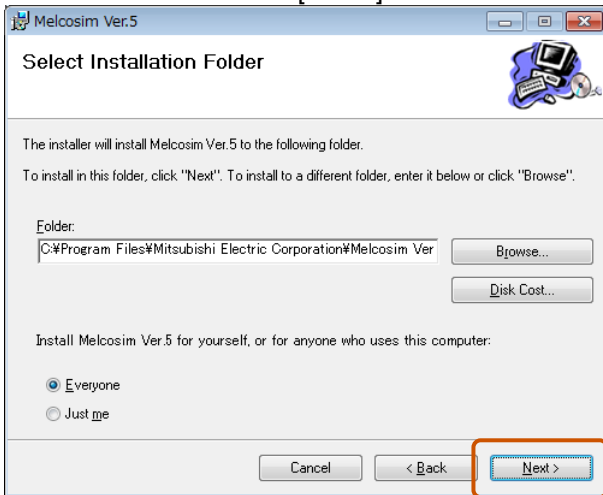 Melcosim Ver.5
Select Installation Folder
The installer will install Melcosim Ver.5 to the following folder.
To install in this folder, click "Next". To install to a different folder, enter it below or click "Browse".
Folder:
C:¥Program Files¥Mitsubishi Electric Corporation¥Melcosim Ver
Browse...
Disk Cost...
Install Melcosim Ver.5 for yourself, or for anyone who uses this computer:
Everyone
Just me
Cancel
< Back
Next >